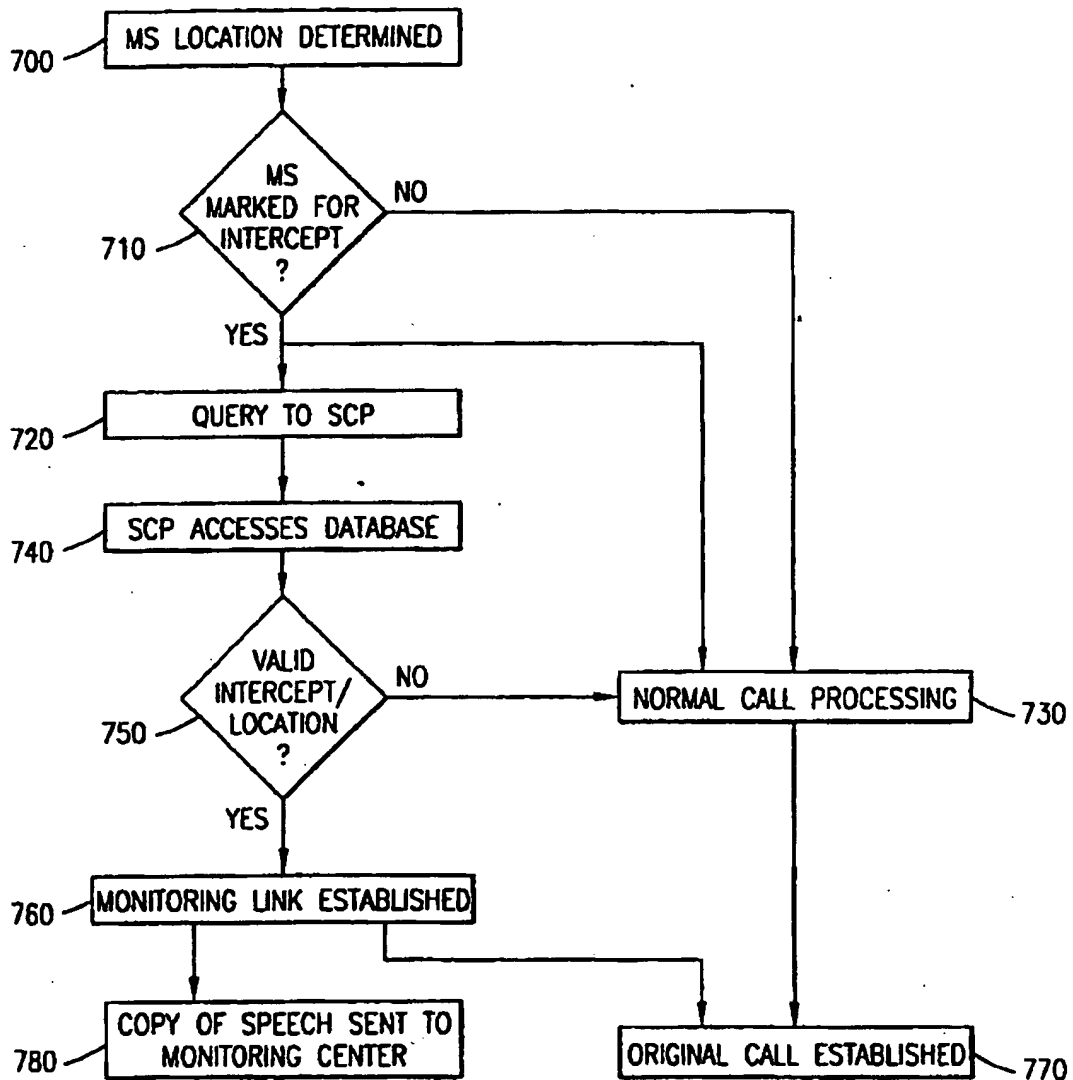 MS LOCATION DETERMINED
700
MS
MARKED FOR
INTERCEPT
?
NO
710
YES
QUERY TO SCP
720
SCP ACCESSES DATABASE
740
VALID
INTERCEPT/
LOCATION
?
NO
750
NORMAL CALL PROCESSING
730
YES
MONITORING LINK ESTABLISHED
760
COPY OF SPEECH SENT TO
MONITORING CENTER
780
ORIGINAL CALL ESTABLISHED
770